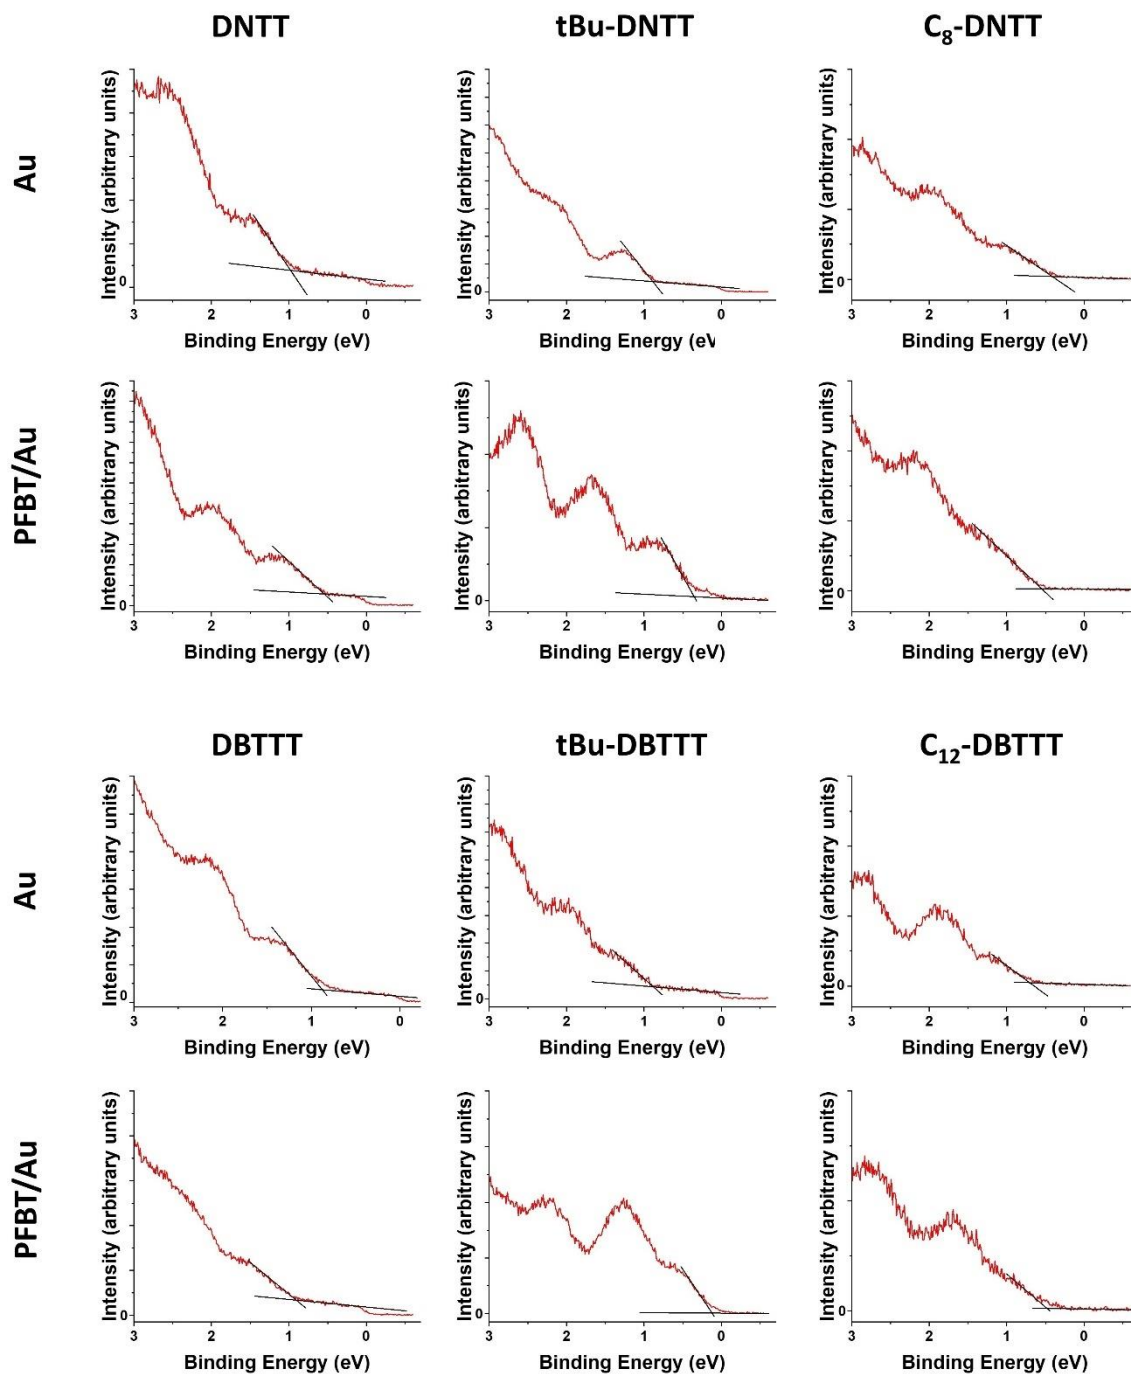 DNTT tBu-DNTT C₈-DNTT
Au
Intensity (arbitrary units)
0
3 2 1 0
Binding Energy (eV)
Intensity (arbitrary units)
0
3 2 1 0
Binding Energy (eV
Intensity (arbitrary units)
0
3 2 1 0
Binding Energy (eV)
PFBT/Au
Intensity (arbitrary units)
0
3 2 1 0
Binding Energy (eV)
Intensity (arbitrary units)
0
3 2 1 0
Binding Energy (eV)
Intensity (arbitrary units)
0
3 2 1 0
Binding Energy (eV)
DBTTT tBu-DBTTT C₁₂-DBTTT
Au
Intensity (arbitrary units)
0
3 2 1 0
Binding Energy (eV)
Intensity (arbitrary units)
0
3 2 1 0
Binding Energy (eV)
Intensity (arbitrary units)
0
3 2 1 0
Binding Energy (eV)
PFBT/Au
Intensity (arbitrary units)
0
3 2 1 0
Binding Energy (eV)
Intensity (arbitrary units)
0
3 2 1 0
Binding Energy (eV)
Intensity (arbitrary units)
0
3 2 1 0
Binding Energy (eV)